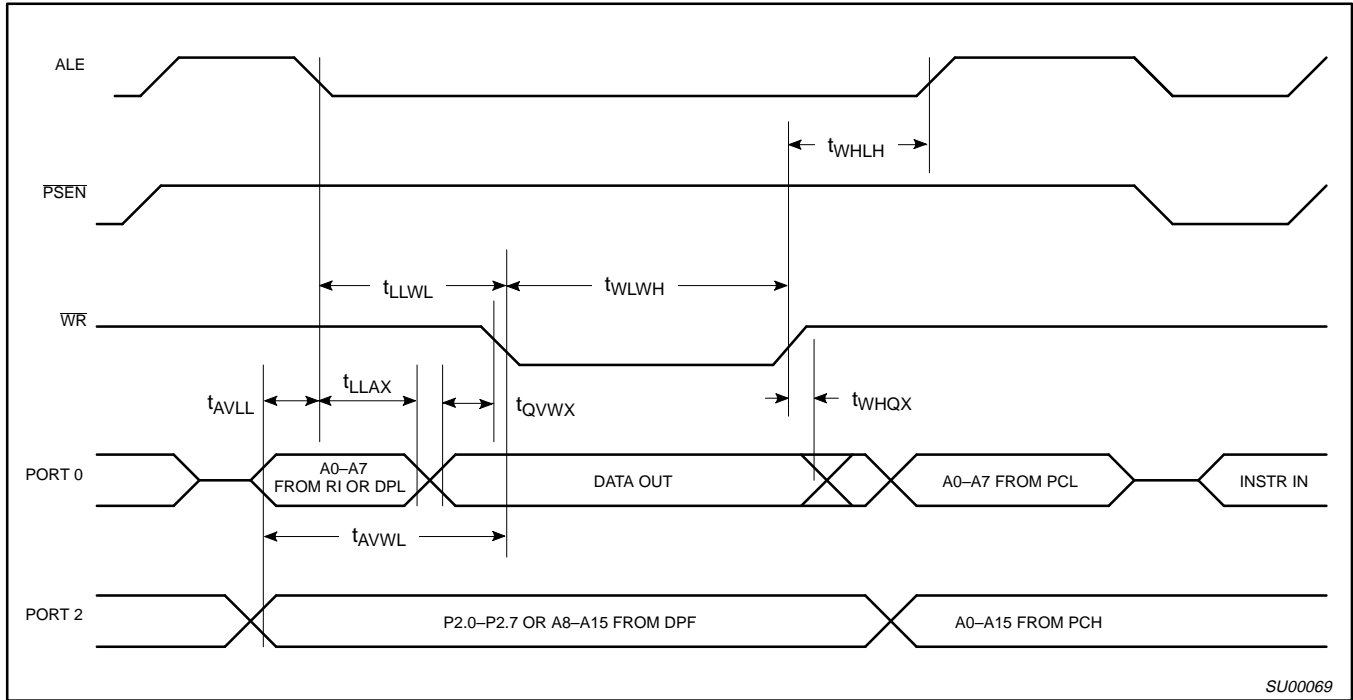 ALE
tWHLH
PSEN
tLLWL
tWLWH
WR
tLLAX
tAVLL
tQVWX
tWHQX
PORT 0
A0–A7
FROM RI OR DPL
DATA OUT
A0–A7 FROM PCL
INSTR IN
tAVWL
PORT 2
P2.0–P2.7 OR A8–A15 FROM DPF
A0–A15 FROM PCH
SU00069